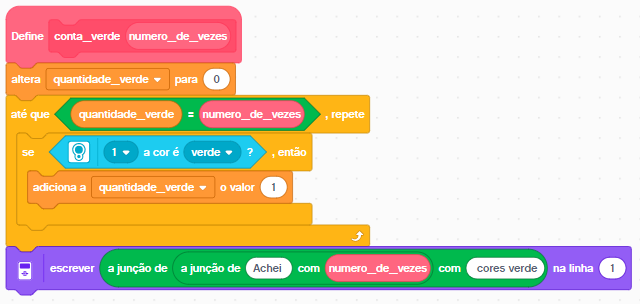 Define conta_verde numero_de_vezes
altera quantidade_verde para 0
até que quantidade_verde = numero_de_vezes , repete
se 1 a cor é verde ? , então
adiciona a quantidade_verde o valor 1
escrever a junção de a junção de Achei com numero_de_vezes com cores verde na linha 1